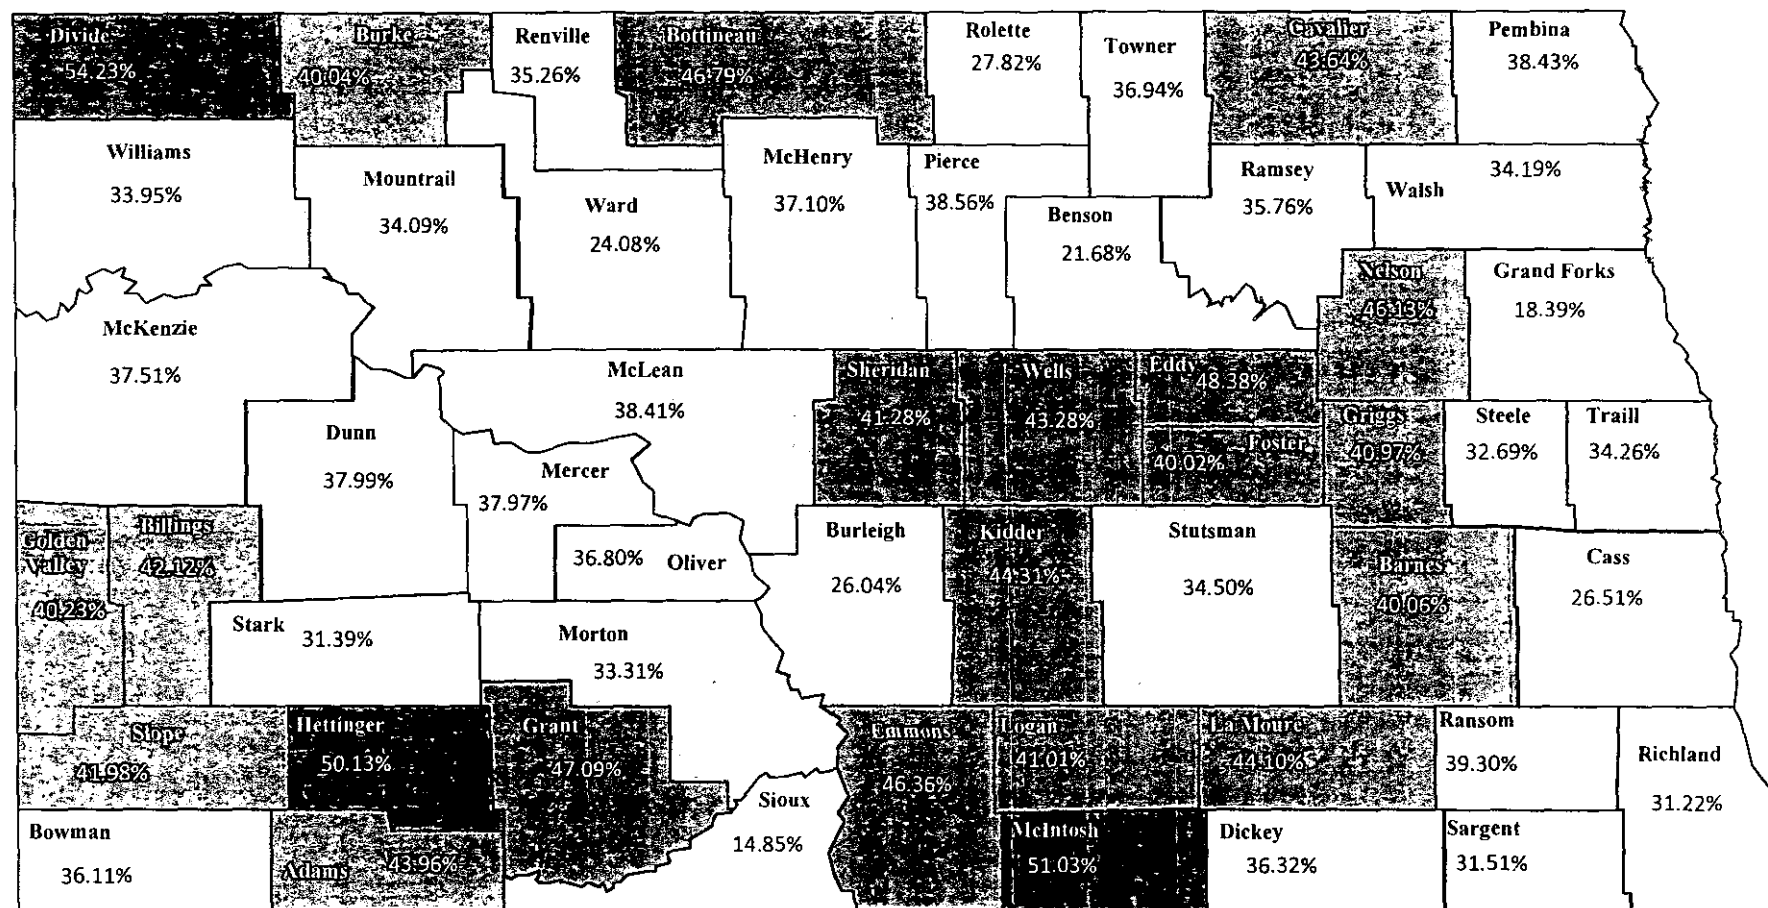 Divide
54.23%
Burke
40.04%
Renville
35.26%
Bottineau
46.79%
Rolette
27.82%
Towner
36.94%
Cavalier
43.64%
Pembina
38.43%
Williams
33.95%
Mountrail
34.09%
Ward
24.08%
McHenry
37.10%
Pierce
38.56%
Benson
21.68%
Ramsey
35.76%
Walsh
34.19%
Nelson
46.13%
Grand Forks
18.39%
McKenzie
37.51%
Dunn
37.99%
McLean
38.41%
Mercer
37.97%
Oliver
36.80%
Sheridan
41.28%
Wells
43.28%
Eddy
48.38%
Foster
40.02%
Griggs
40.97%
Steele
32.69%
Traill
34.26%
Golden
Valley
40.23%
Billings
42.12%
Stark
31.39%
Morton
33.31%
Burleigh
26.04%
Kidder
44.31%
Stutsman
34.50%
Barnes
40.06%
Cass
26.51%
Slope
41.98%
Hettinger
50.13%
Grant
47.09%
Sioux
14.85%
Emmons
46.36%
Logan
41.01%
La Moure
44.10%
Ransom
39.30%
Richland
31.22%
Bowman
36.11%
Adams
43.96%
McIntosh
51.03%
Dickey
36.32%
Sargent
31.51%